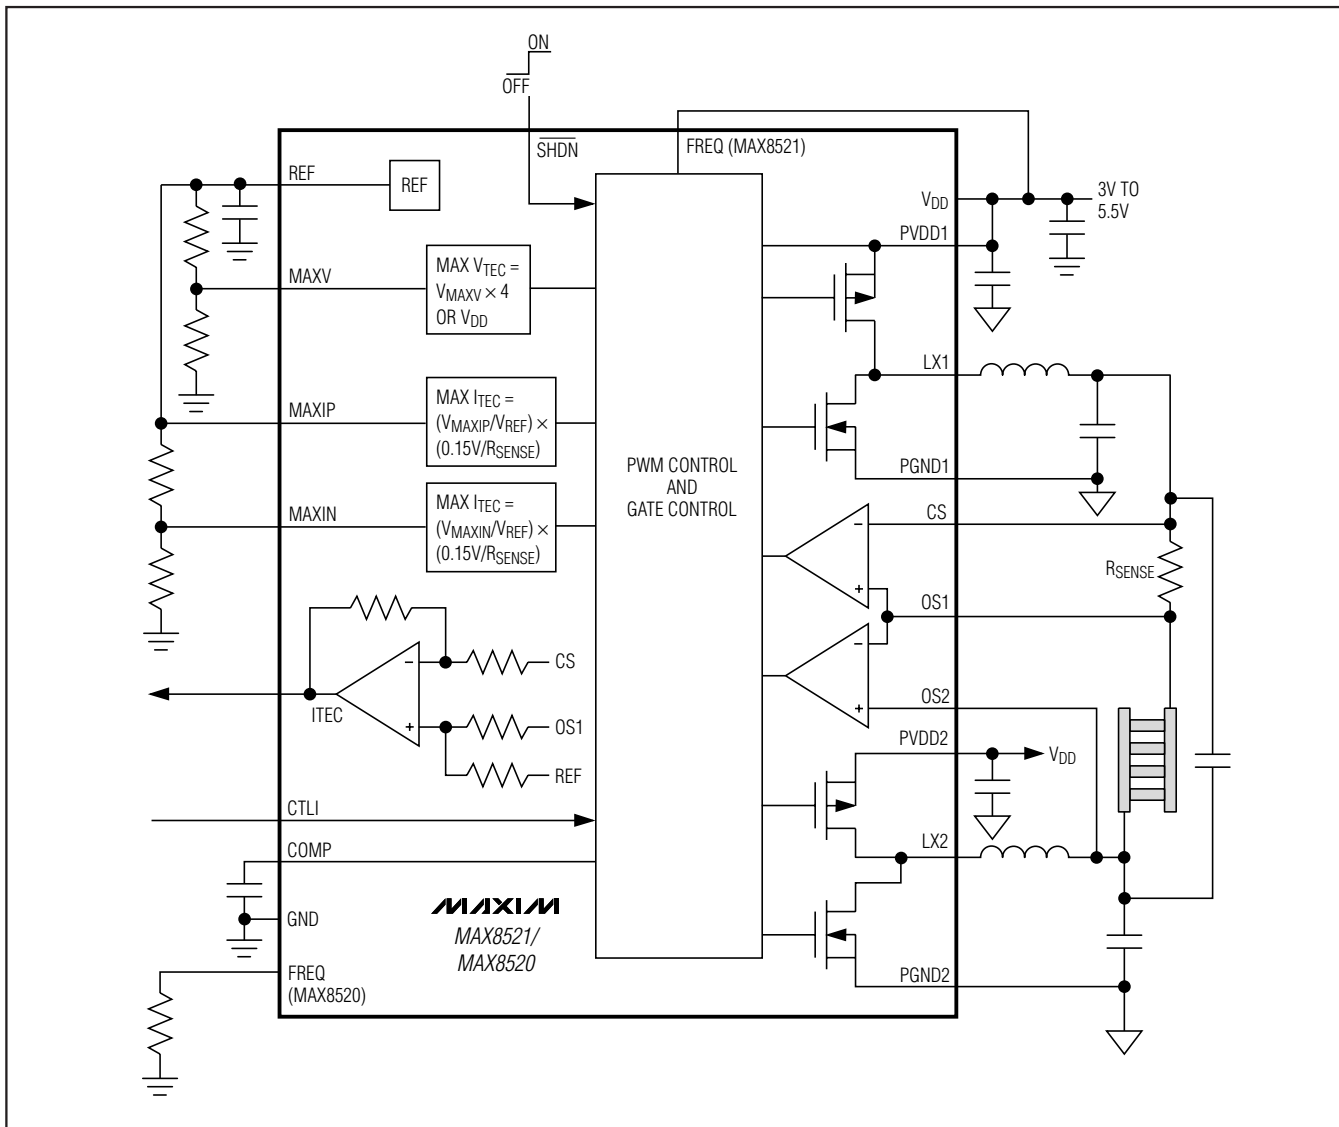 ON
OFF
SHDN
FREQ (MAX8521)
REF
REF
VDD
3V TO
5.5V
PVDD1
MAXV
MAX VTEC =
VMAXV × 4
OR VDD
LX1
MAXIP
MAX ITEC =
(VMAXIP/VREF) ×
(0.15V/RSENSE)
PGND1
PWM CONTROL
AND
GATE CONTROL
MAXIN
MAX ITEC =
(VMAXIN/VREF) ×
(0.15V/RSENSE)
CS
-
+
RSENSE
OS1
-
+
OS2
-
+
CS
OS1
REF
ITEC
PVDD2
VDD
CTLI
COMP
LX2
GND
MAXIM
MAX8521/
MAX8520
FREQ
(MAX8520)
PGND2